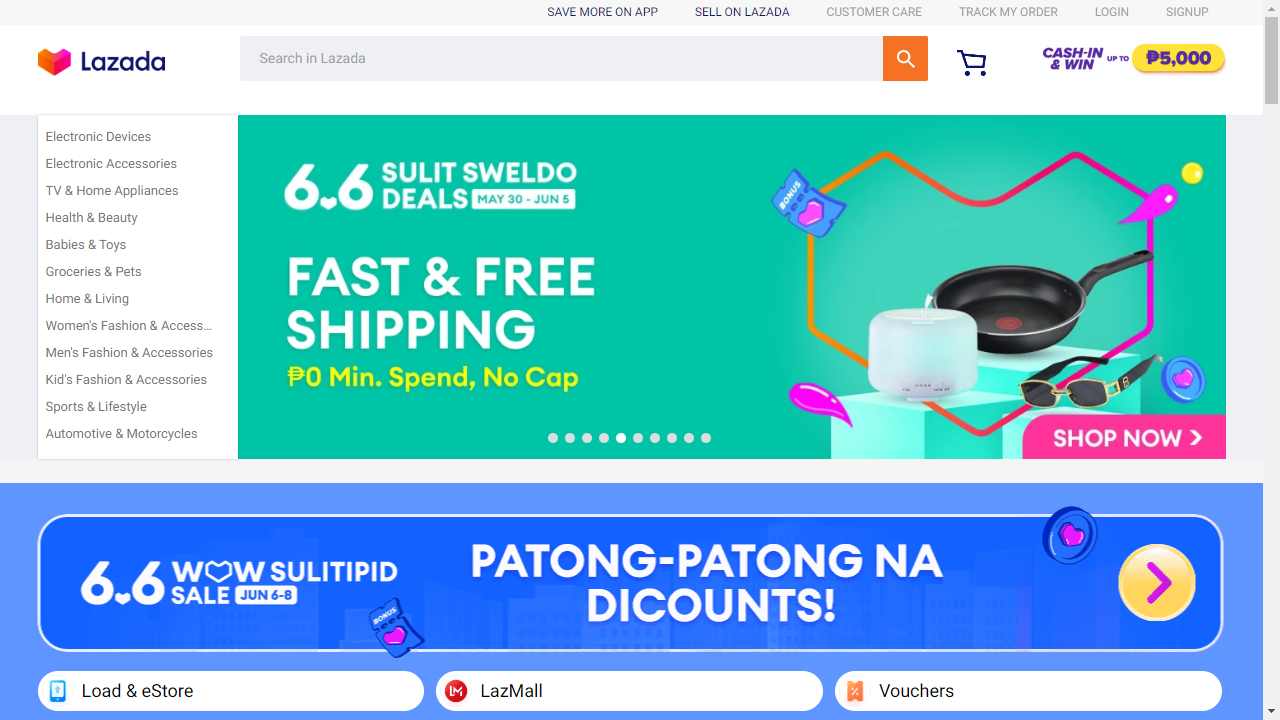 SAVE MORE ON APP
SELL ON LAZADA
CUSTOMER CARE
TRACK MY ORDER
LOGIN
SIGNUP
Lazada
Search in Lazada
CASH-IN & WIN UP TO ₱5,000
Electronic Devices
Electronic Accessories
TV & Home Appliances
Health & Beauty
Babies & Toys
Groceries & Pets
Home & Living
Women's Fashion & Access...
Men's Fashion & Accessories
Kid's Fashion & Accessories
Sports & Lifestyle
Automotive & Motorcycles
6.6 SULIT SWELDO
DEALS MAY 30 - JUN 5
FAST & FREE
SHIPPING
₱0 Min. Spend, No Cap
BONUS
SHOP NOW >
6.6 WOW SULITIPID
SALE JUN 6-8
BONUS
PATONG-PATONG NA
DICOUNTS!
Load & eStore
LM
LazMall
Vouchers